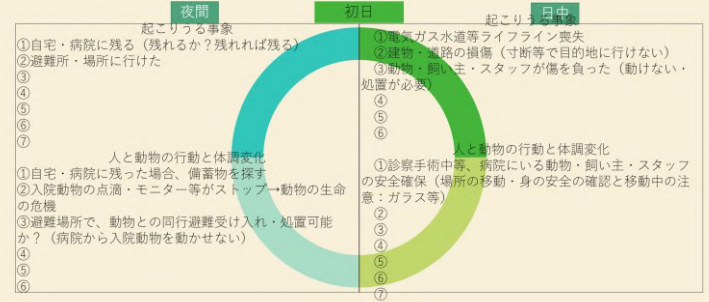 夜間
初日
日中
起こりうる事象
①自宅・病院に残る（残れるか？残れれば残る）
②避難所・場所に行けた
③
④
⑤
⑥
⑦
人と動物の行動と体調変化
①自宅・病院に残った場合、備蓄物を探す
②入院動物の点滴・モニター等がストップ→動物の生命
の危機
③避難場所で、動物との同行避難受け入れ・処置可能
か？（病院から入院動物を動かせない）
④
⑤
⑥
起こりうる事象
①電気ガス水道等ライフライン喪失
②建物・道路の損傷（寸断等で目的地に行けない）
③動物・飼い主・スタッフが傷を負った（動けない・
処置が必要）
④
⑤
⑥
人と動物の行動と体調変化
①診察手術中等、病院にいる動物・飼い主・スタッフ
の安全確保（場所の移動・身の安全の確認と移動中の注
意：ガラス等）
②
③
④
⑤
⑥
⑦